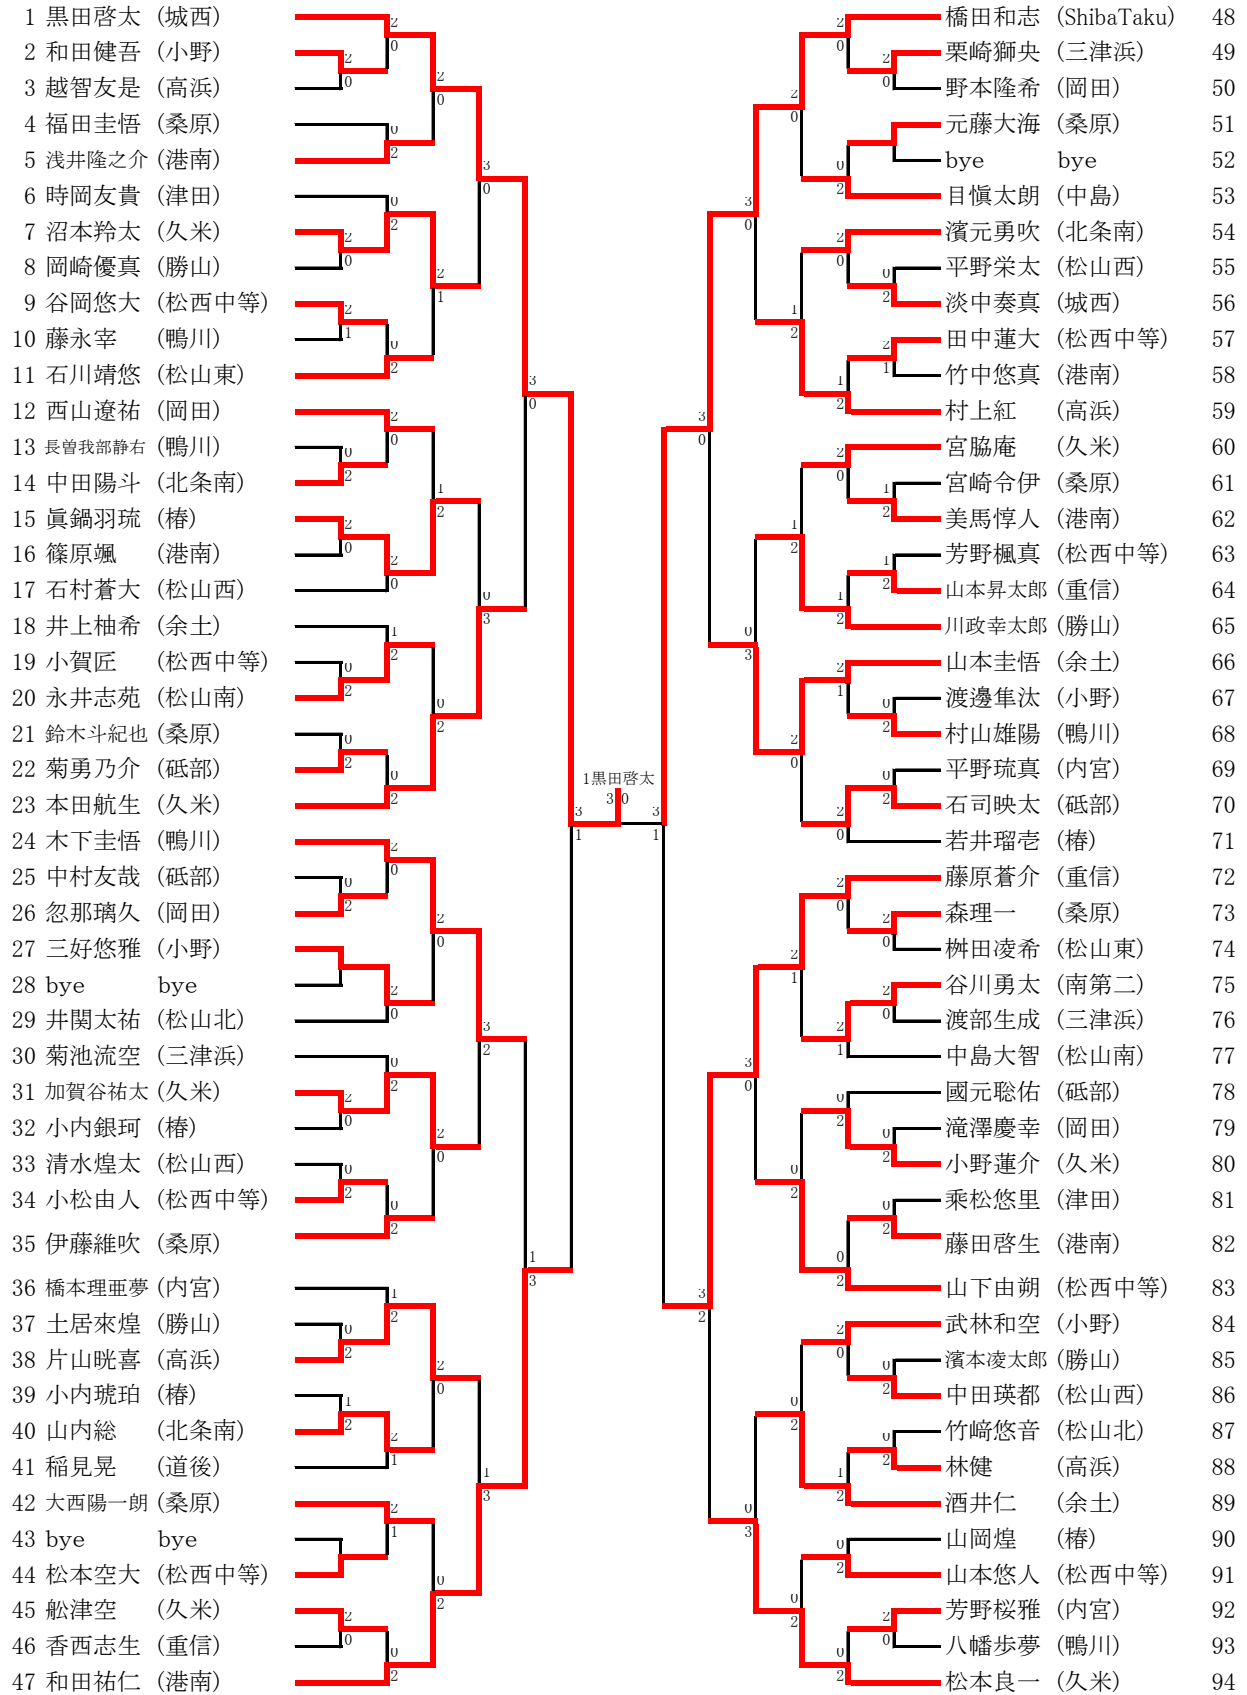 1 黒田啓太 (城西)
2 和田健吾 (小野)
3 越智友是 (高浜)
4 福田圭悟 (桑原)
5 浅井隆之介 (港南)
6 時岡友貴 (津田)
7 沼本羚太 (久米)
8 岡崎優真 (勝山)
9 谷岡悠大 (松西中等)
10 藤永宰 (鴨川)
11 石川靖悠 (松山東)
12 西山遼祐 (岡田)
13 長曽我部静右 (鴨川)
14 中田陽斗 (北条南)
15 眞鍋羽琉 (椿)
16 篠原颯 (港南)
17 石村蒼大 (松山西)
18 井上柚希 (余土)
19 小賀匠 (松西中等)
20 永井志苑 (松山南)
21 鈴木斗紀也 (桑原)
22 菊勇乃介 (砥部)
23 本田航生 (久米)
24 木下圭悟 (鴨川)
25 中村友哉 (砥部)
26 忽那璃久 (岡田)
27 三好悠雅 (小野)
28 bye bye
29 井関太祐 (松山北)
30 菊池流空 (三津浜)
31 加賀谷祐太 (久米)
32 小内銀珂 (椿)
33 清水煌太 (松山西)
34 小松由人 (松西中等)
35 伊藤維吹 (桑原)
36 橋本理亜夢 (内宮)
37 土居來煌 (勝山)
38 片山晄喜 (高浜)
39 小内琥珀 (椿)
40 山内総 (北条南)
41 稲見晃 (道後)
42 大西陽一朗 (桑原)
43 bye bye
44 松本空大 (松西中等)
45 舩津空 (久米)
46 香西志生 (重信)
47 和田祐仁 (港南)
1黒田啓太
3 0
橋田和志 (ShibaTaku) 48
栗崎獅央 (三津浜) 49
野本隆希 (岡田) 50
元藤大海 (桑原) 51
bye bye 52
目愼太朗 (中島) 53
濱元勇吹 (北条南) 54
平野栄太 (松山西) 55
淡中奏真 (城西) 56
田中蓮大 (松西中等) 57
竹中悠真 (港南) 58
村上紅 (高浜) 59
宮脇庵 (久米) 60
宮崎令伊 (桑原) 61
美馬惇人 (港南) 62
芳野楓真 (松西中等) 63
山本昇太郎 (重信) 64
川政幸太郎 (勝山) 65
山本圭悟 (余土) 66
渡邊隼汰 (小野) 67
村山雄陽 (鴨川) 68
平野琉真 (内宮) 69
石司映太 (砥部) 70
若井瑠壱 (椿) 71
藤原蒼介 (重信) 72
森理一 (桑原) 73
桝田凌希 (松山東) 74
谷川勇太 (南第二) 75
渡部生成 (三津浜) 76
中島大智 (松山南) 77
國元聡佑 (砥部) 78
滝澤慶幸 (岡田) 79
小野蓮介 (久米) 80
乗松悠里 (津田) 81
藤田啓生 (港南) 82
山下由朔 (松西中等) 83
武林和空 (小野) 84
濱本凌太郎 (勝山) 85
中田瑛都 (松山西) 86
竹﨑悠音 (松山北) 87
林健 (高浜) 88
酒井仁 (余土) 89
山岡煌 (椿) 90
山本悠人 (松西中等) 91
芳野桜雅 (内宮) 92
八幡歩夢 (鴨川) 93
松本良一 (久米) 94